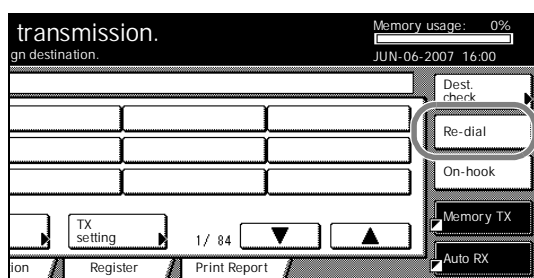 transmission.
Memory usage: 0%
gn destination.
JUN-06-2007 16:00
Dest.
check
Re-dial
On-hook
TX
setting
1/ 84
Memory TX
Auto RX
ion
Register
Print Report